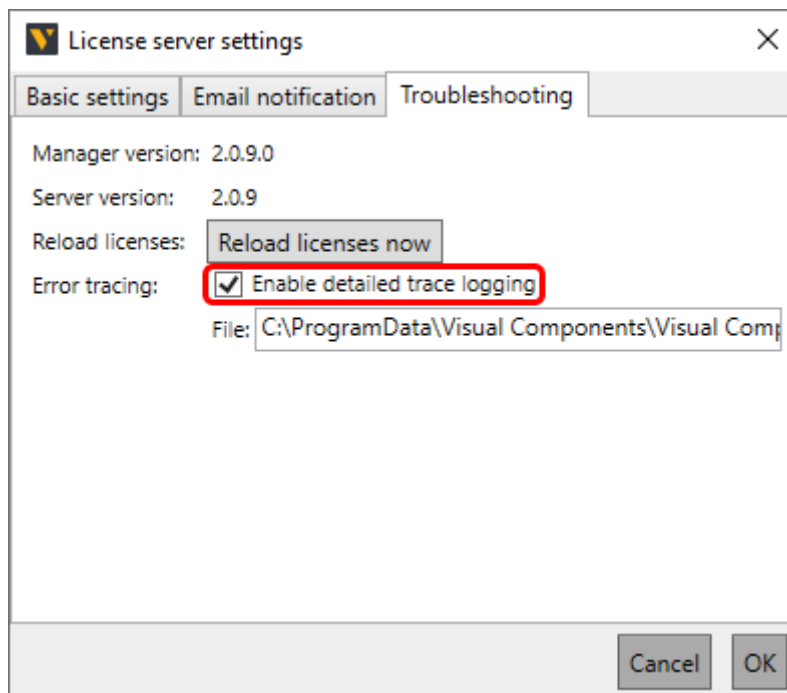 License server settings
Basic settings Email notification Troubleshooting
Manager version: 2.0.9.0
Server version: 2.0.9
Reload licenses: Reload licenses now
Error tracing: Enable detailed trace logging
File: C:\ProgramData\Visual Components\Visual Comp
Cancel OK